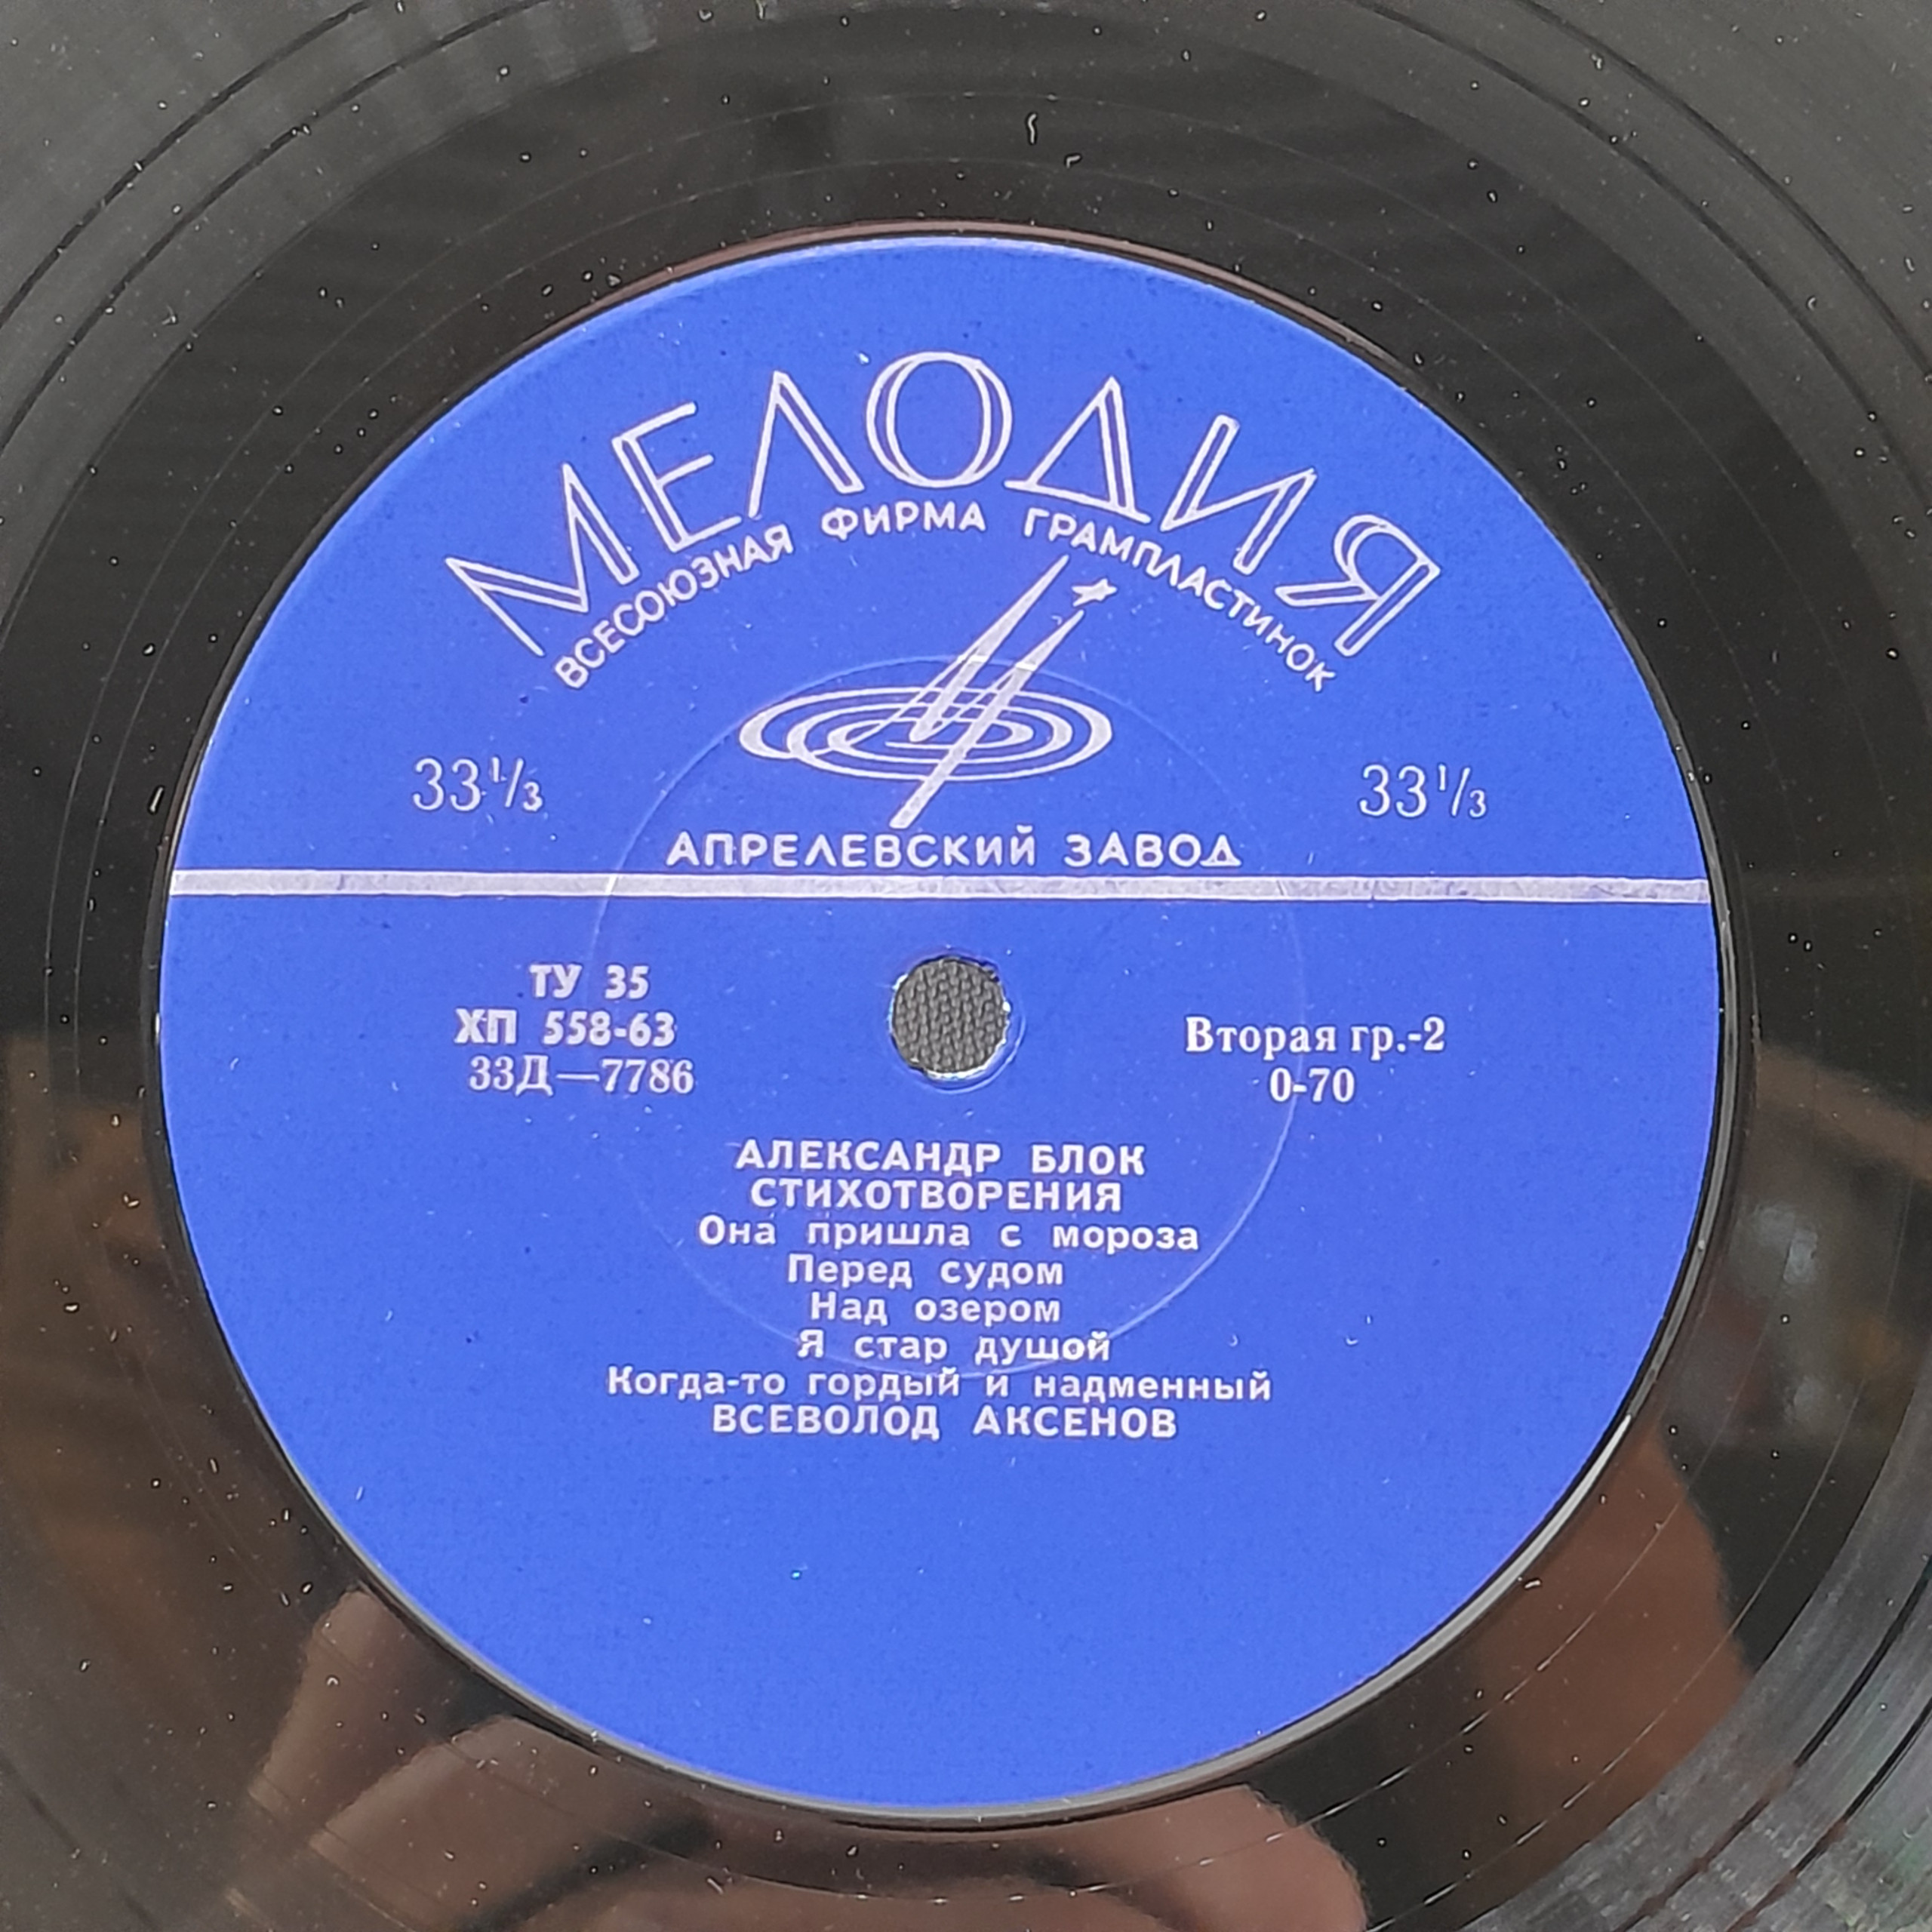 МЕЛОДИЯ
ВСЕСОЮЗНАЯ ФИРМА ГРАМПЛАСТИНОК
33⅓ 33⅓
АПРЕЛЕВСКИЙ ЗАВОД
ТУ 35
ХП 558-63
33Д—7786
Вторая гр.-2
0-70
АЛЕКСАНДР БЛОК
СТИХОТВОРЕНИЯ
Она пришла с мороза
Перед судом
Над озером
Я стар душой
Когда-то гордый и надменный
ВСЕВОЛОД АКСЕНОВ